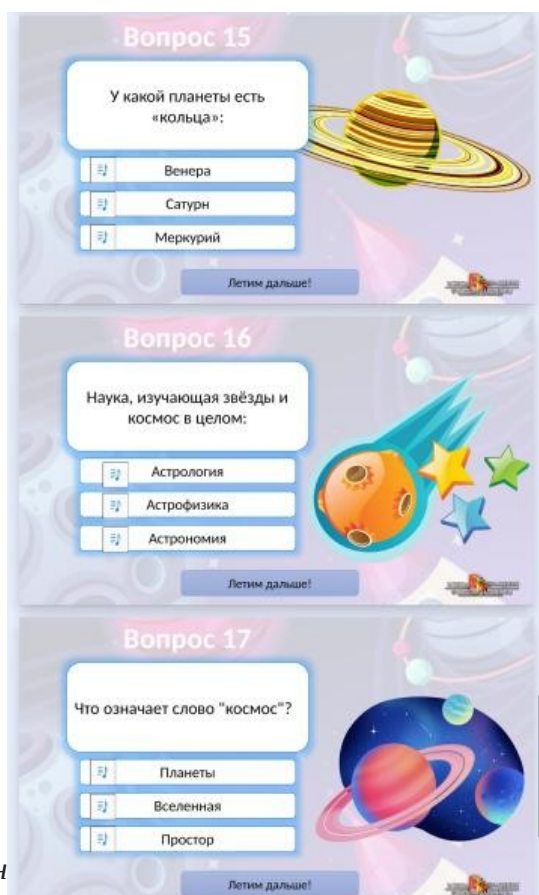 Вопрос 15
У какой планеты есть
«кольца»:
Венера
Сатурн
Меркурий
Летим дальше!
Вопрос 16
Наука, изучающая звёзды и
космос в целом:
Астрология
Астрофизика
Астрономия
Летим дальше!
Вопрос 17
Что означает слово "космос"?
Планеты
Вселенная
Простор
н
Летим дальше!